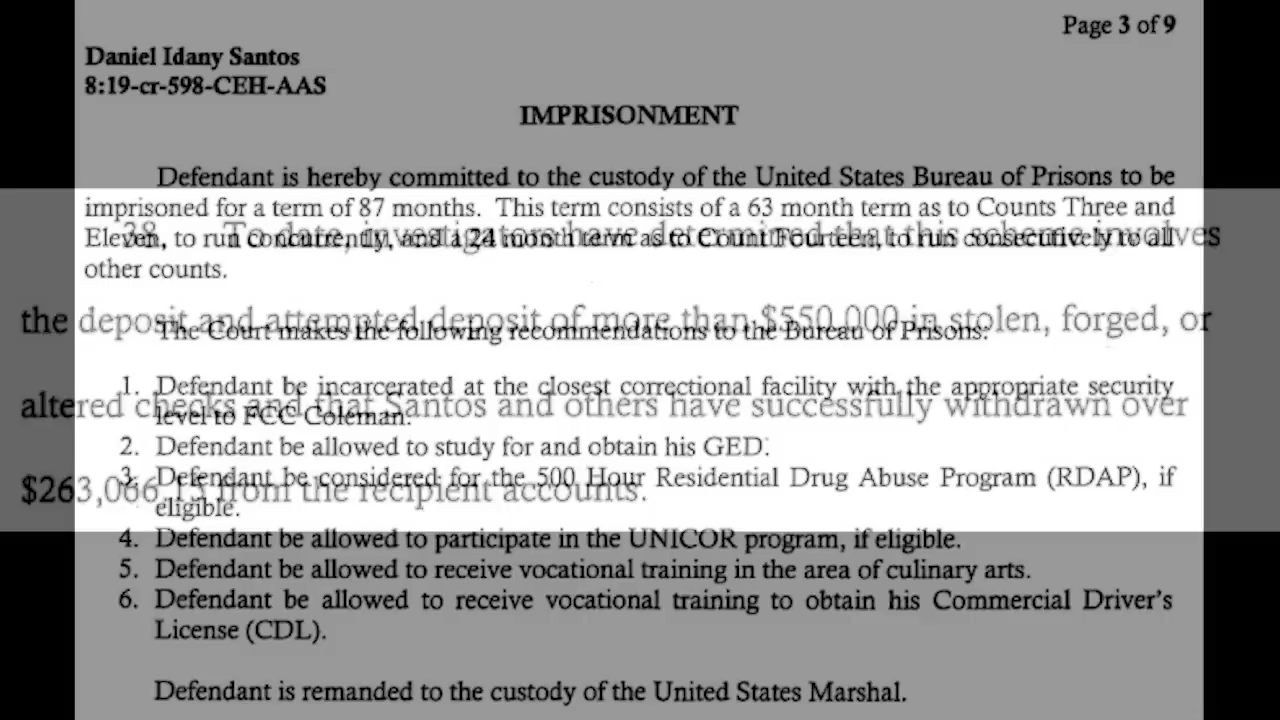 Page 3 of 9
Daniel Idany Santos
8:19-cr-598-CEH-AAS
IMPRISONMENT
Defendant is hereby committed to the custody of the United States Bureau of Prisons to be
imprisoned for a term of 87 months. This term consists of a 63 month term as to Counts Three and
Eleven, to run concurrently, and a 24 month term as to Count Fourteen, to run consecutively to all
other counts.
The Court makes the following recommendations to the Bureau of Prisons:
1. Defendant be incarcerated at the closest correctional facility with the appropriate security
level to FCC Coleman.
2. Defendant be allowed to study for and obtain his GED.
3. Defendant be considered for the 500 Hour Residential Drug Abuse Program (RDAP), if
eligible.
4. Defendant be allowed to participate in the UNICOR program, if eligible.
5. Defendant be allowed to receive vocational training in the area of culinary arts.
6. Defendant be allowed to receive vocational training to obtain his Commercial Driver's
License (CDL).
Defendant is remanded to the custody of the United States Marshal.
38. To date, investigators have determined that this scheme involves
the deposit and attempted deposit of more than $550,000 in stolen, forged, or
altered checks and that Santos and others have successfully withdrawn over
$263,066.13 from the recipient accounts.